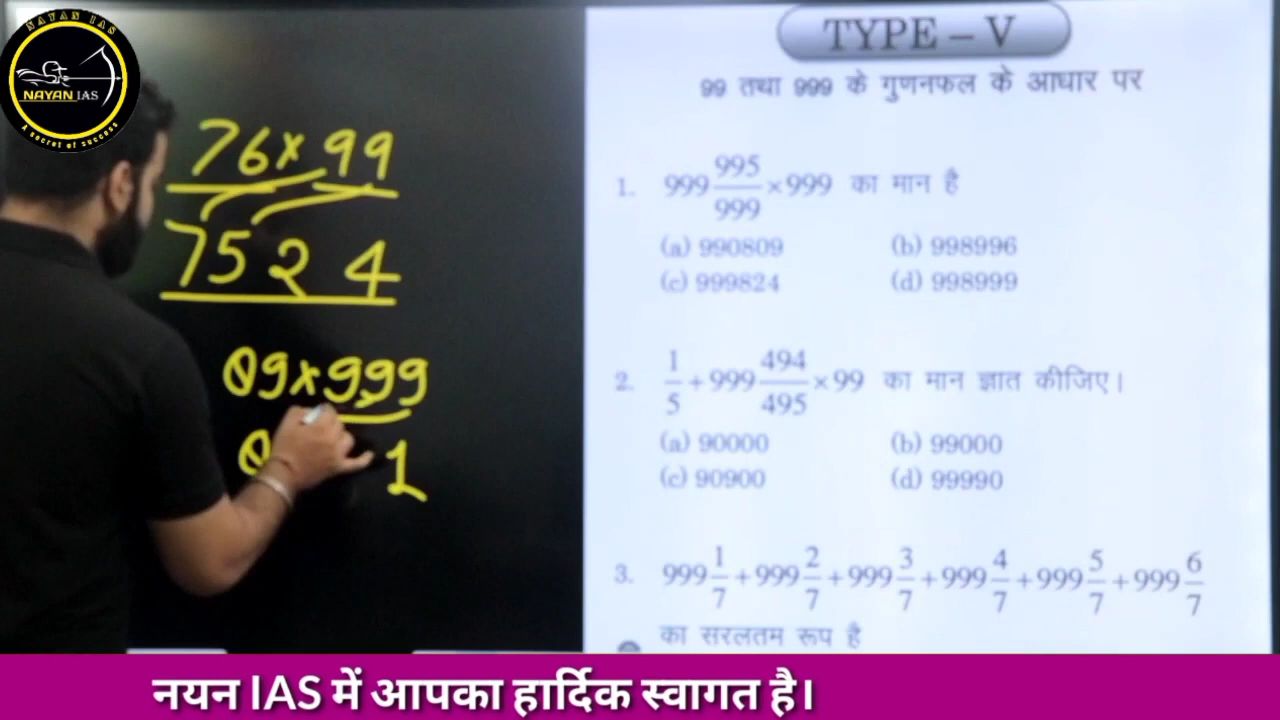 NAYAN IAS
NAYAN IAS
A secret of success
76×99
7524
09×999
0 1
TYPE – V
99 तथा 999 के गुणनफल के आधार पर
1. 999 995/999 ×999 का मान है
(a) 990809 (b) 998996
(c) 999824 (d) 998999
2. 1/5 + 999 494/495 ×99 का मान ज्ञात कीजिए।
(a) 90000 (b) 99000
(c) 90900 (d) 99990
3. 999 1/7 + 999 2/7 + 999 3/7 + 999 4/7 + 999 5/7 + 999 6/7
का सरलतम रूप है
नयन IAS में आपका हार्दिक स्वागत है।